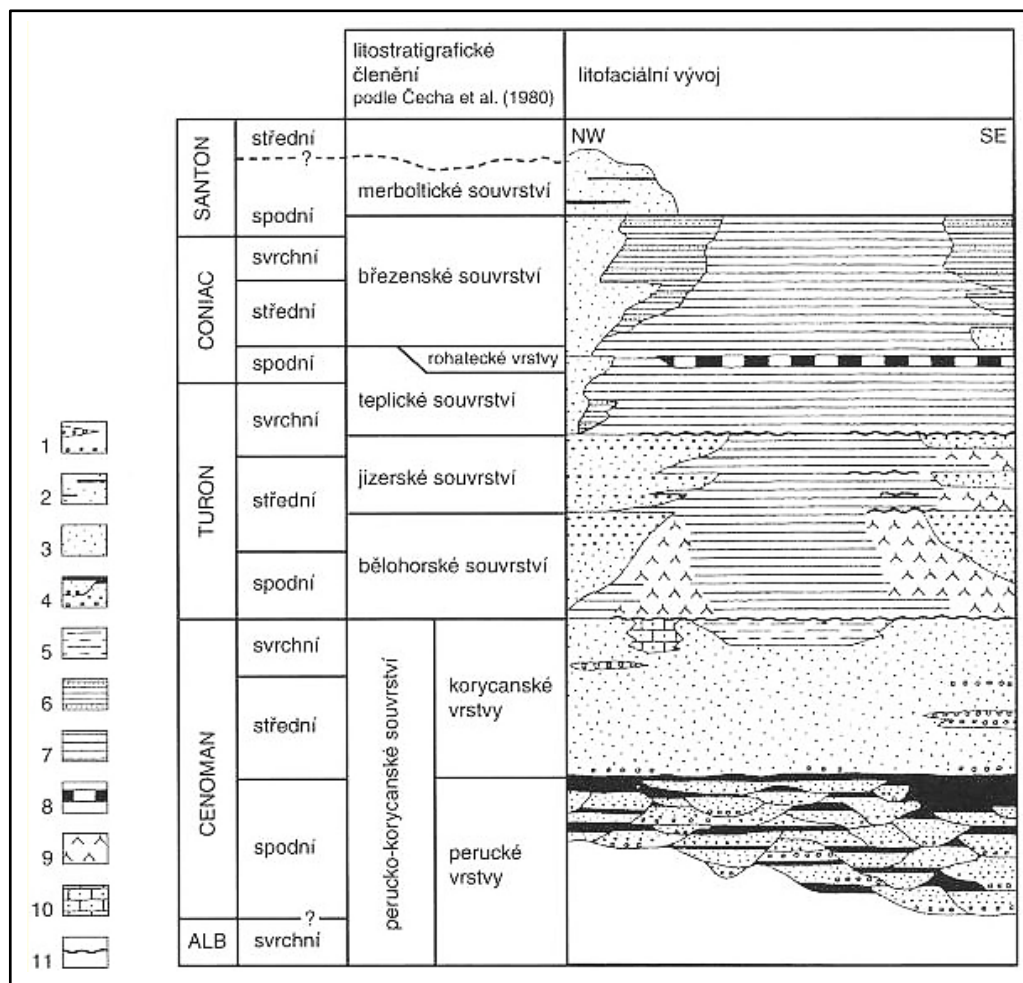 litostratigrafické
členění
podle Čecha et al. (1980)
litofaciální vývoj
NW
SE
SANTON
střední
?
spodní
merboltické souvrství
CONIAC
svrchní
střední
spodní
březenské souvrství
rohatecké vrstvy
TURON
svrchní
střední
spodní
teplické souvrství
jizerské souvrství
bělohorské souvrství
CENOMAN
svrchní
střední
spodní
perucko-korycanské souvrství
korycanské
vrstvy
perucké
vrstvy
?
ALB
svrchní
1
2
3
4
5
6
7
8
9
10
11